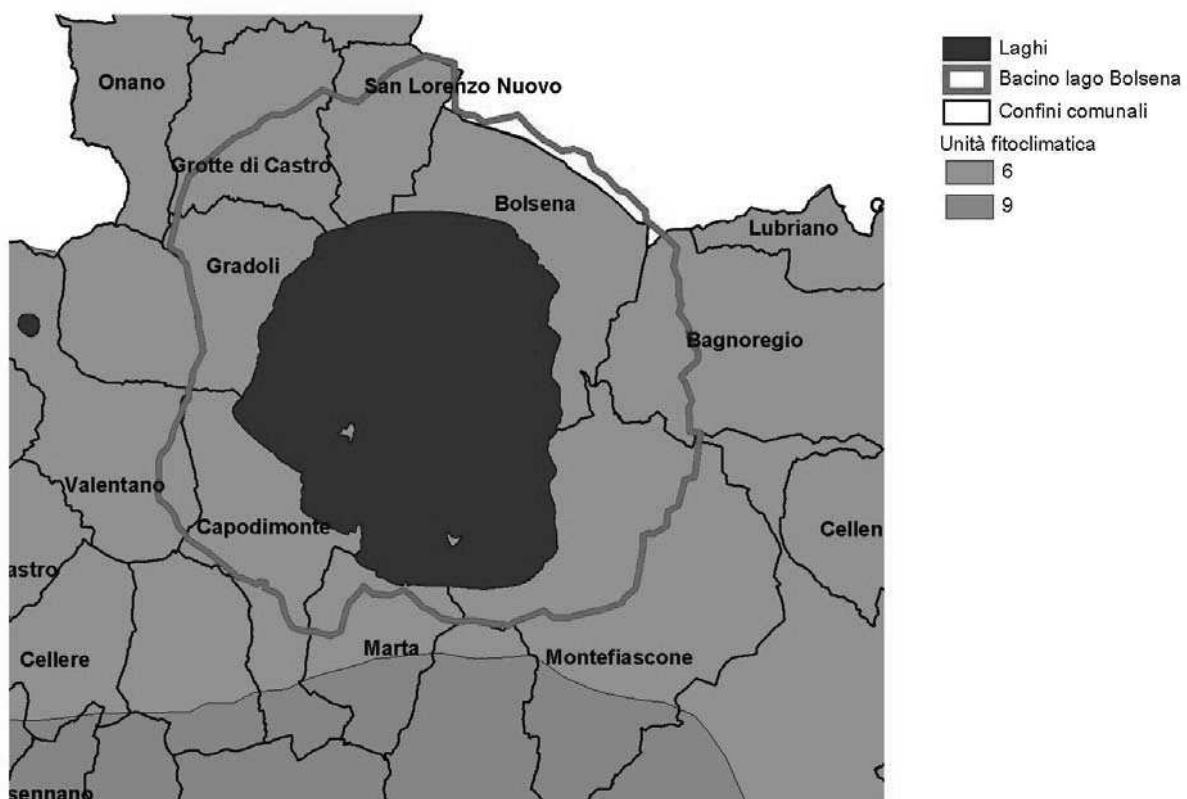 Laghi
Bacino lago Bolsena
Confini comunali
Unità fitoclimatica
6
9
Onano
San Lorenzo Nuovo
Grotte di Castro
Bolsena
Lubriano
Gradoli
Bagnoregio
Valentano
Capodimonte
Cellen
astro
Cellere
Marta
Montefiascone
sennano